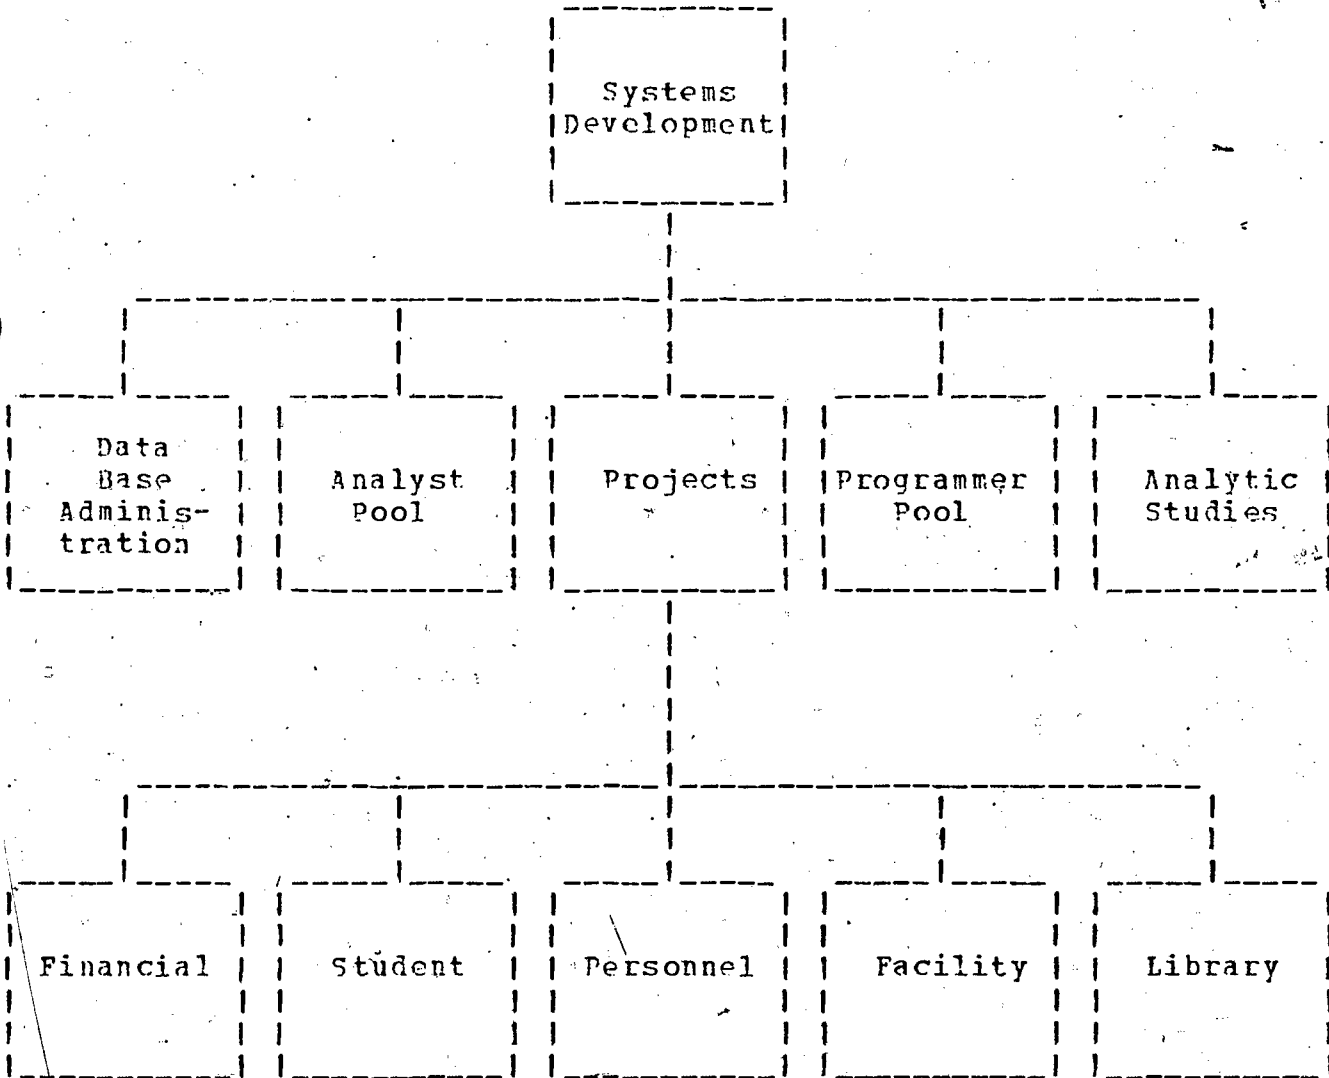 Systems
Development
Data
Base
Adminis-
tration
Analyst
Pool
Projects
Programmer
Pool
Analytic
Studies
Financial
Student
Personnel
Facility
Library